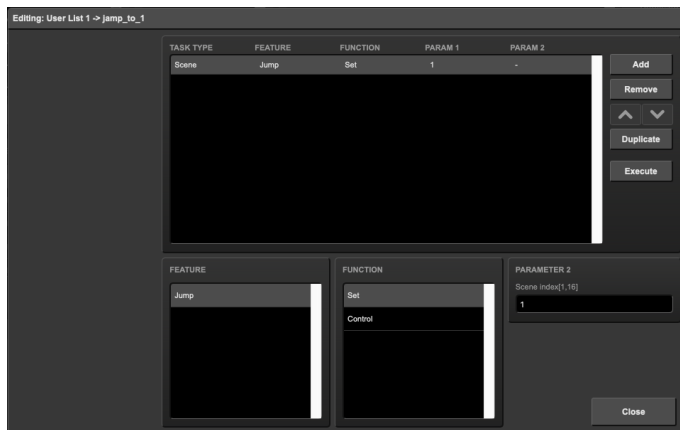 Editing: User List 1 -> jamp_to_1
TASK TYPE FEATURE FUNCTION PARAM 1 PARAM 2
Scene Jump Set 1 -
Add
Remove
Duplicate
Execute
FEATURE
Jump
FUNCTION
Set
Control
PARAMETER 2
Scene index[1,16]
1
Close